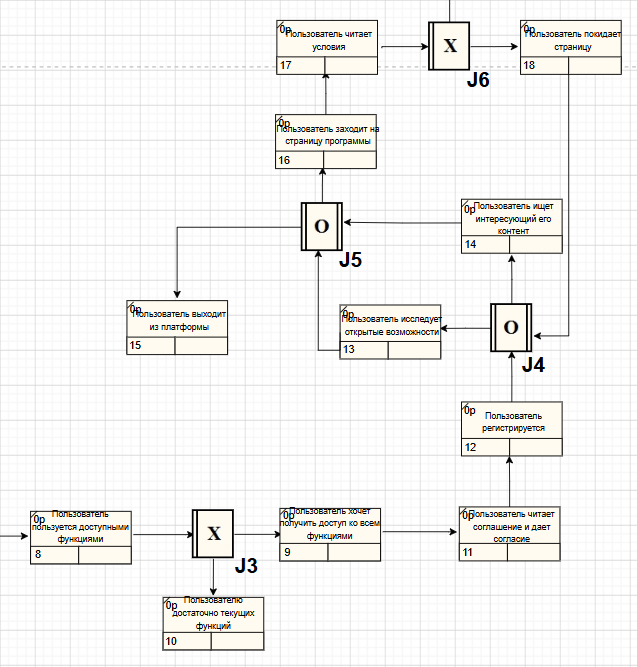 0р
Пользователь читает
условия
17
X
J6
0р
Пользователь покидает
страницу
18
0р
Пользователь заходит на
страницу программы
16
O
J5
0р
Пользователь ищет
интересующий его
контент
14
0р
Пользователь выходит
из платформы
15
0р
Пользователь исследует
открытые возможности
13
O
J4
0р
Пользователь
регистрируется
12
0р
Пользователь
пользуется доступными
функциями
8
X
J3
0р
Пользователь хочет
получить доступ ко всем
функциями
9
0р
Пользователь читает
соглашение и дает
согласие
11
0р
Пользователю
достаточно текущих
функций
10